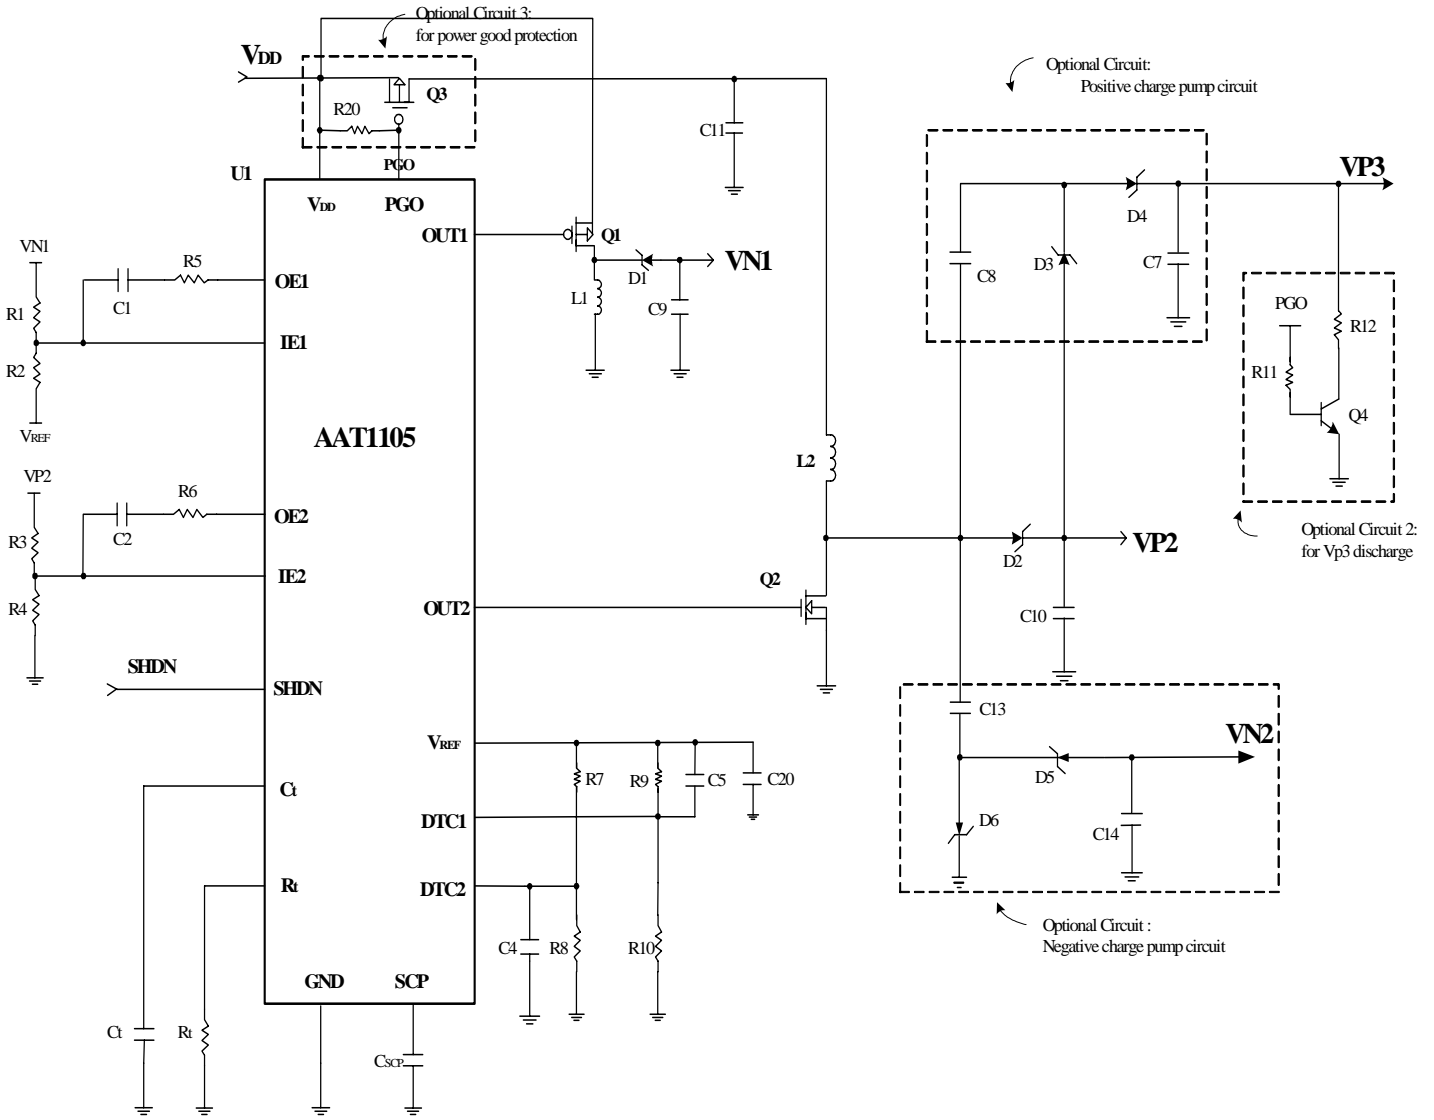 Optional Circuit 3:
for power good protection
VDD
Q3
R20
PGO
C11
Optional Circuit:
Positive charge pump circuit
U1
VDD
PGO
VP3
D4
OUT1
Q1
VN1
D1
L1
C9
C8
D3
C7
VN1
R5
OE1
C1
R1
IE1
R2
VREF
PGO
R12
R11
Q4
AAT1105
L2
VP2
R6
OE2
C2
R3
IE2
R4
VP2
D2
Optional Circuit 2:
for Vp3 discharge
Q2
OUT2
C10
SHDN
SHDN
C13
VN2
D5
D6
C14
VREF
R7
R9
C5
C20
Ct
DTC1
Rt
DTC2
C4
R8
R10
Optional Circuit :
Negative charge pump circuit
GND
SCP
Ct
Rt
CSCP